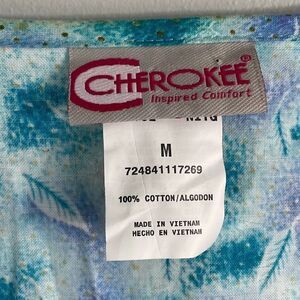 CHEROKEE
Inspired Comfort
M
724841117269
100% COTTON/ALGODON
MADE IN VIETNAM
HECHO EN VIETNAM